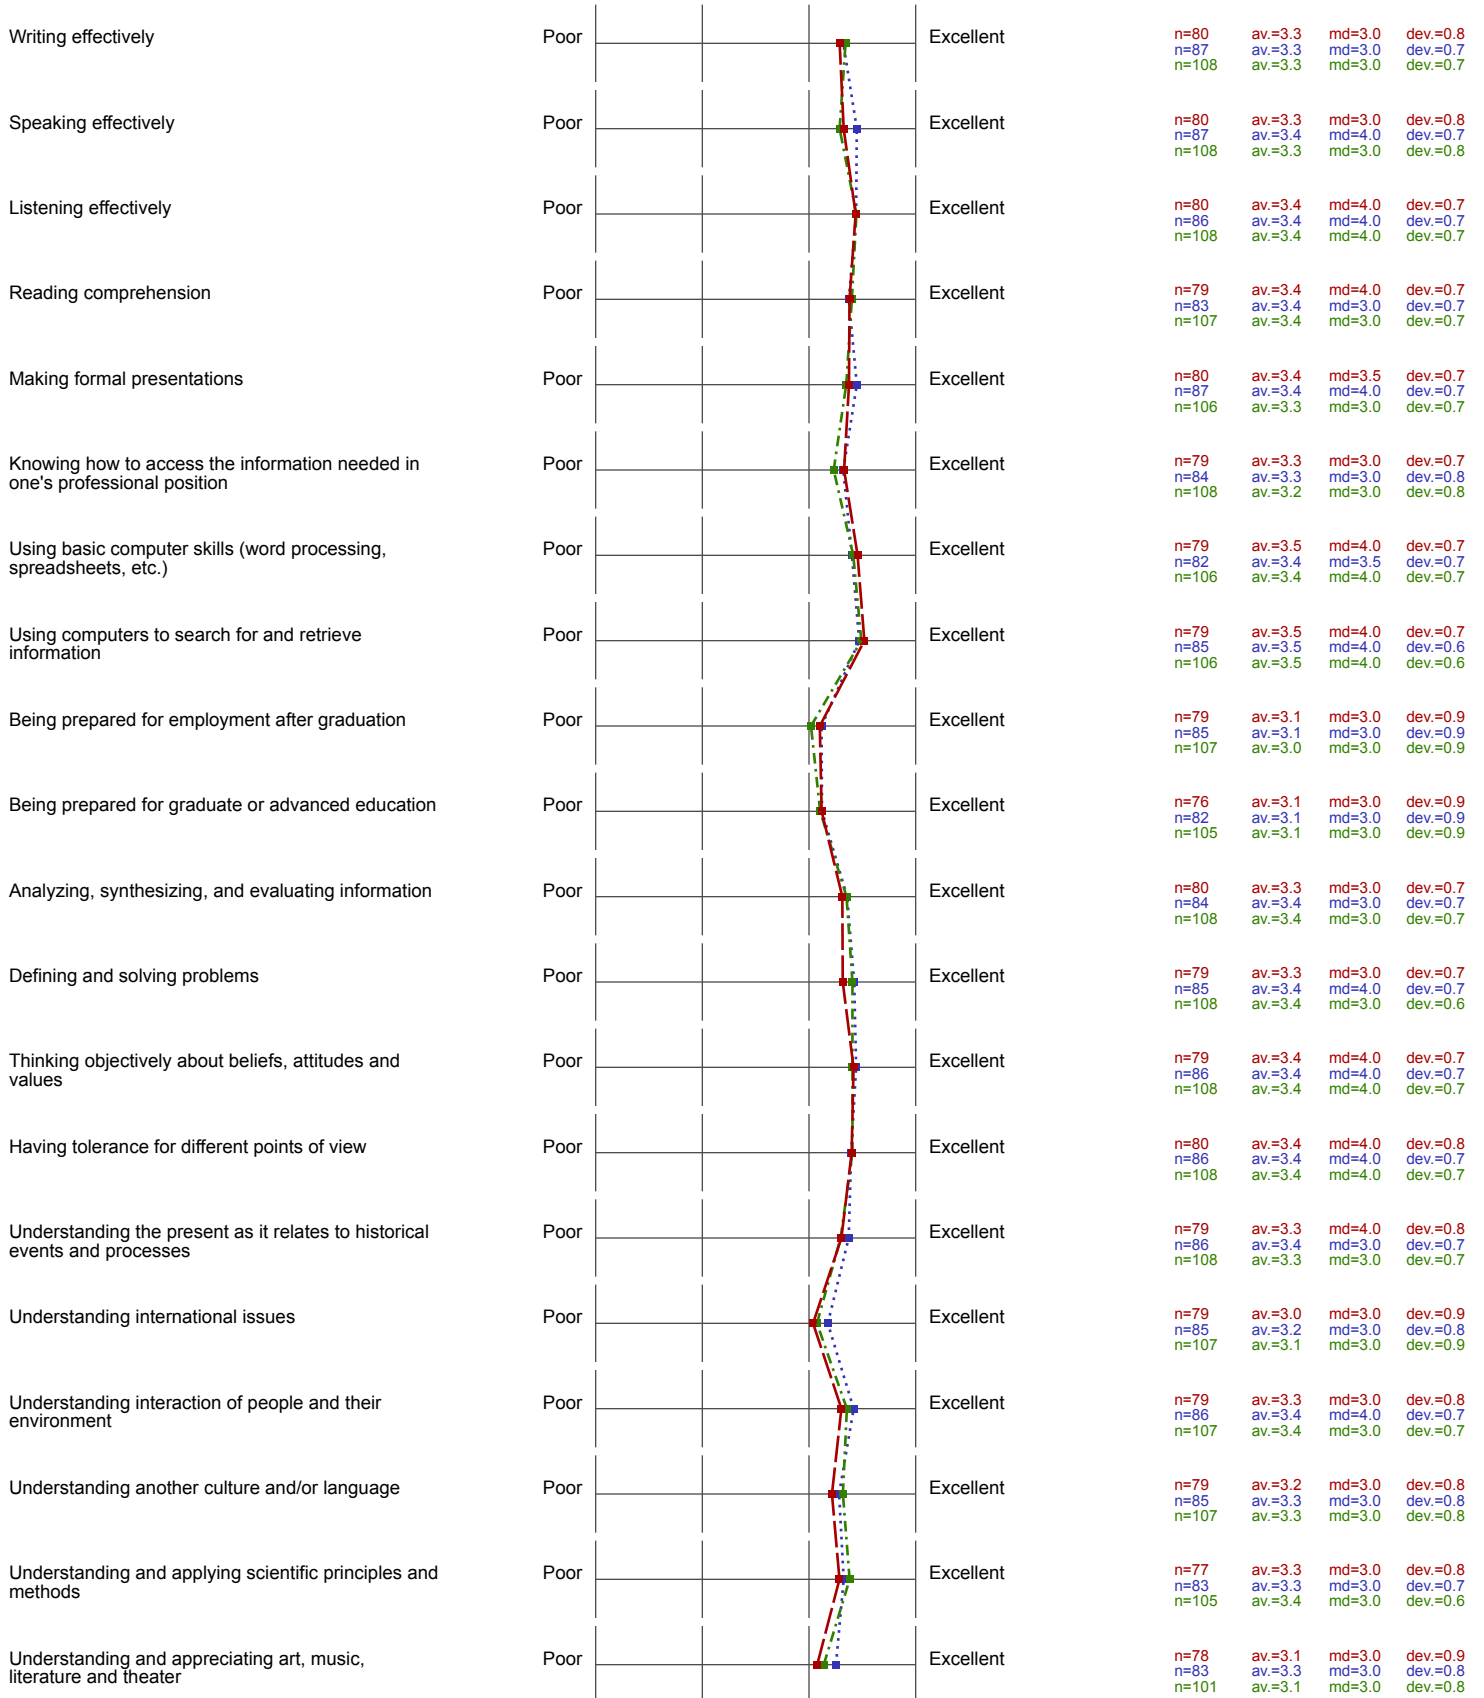 Writing effectively Poor Excellent n=80 av.=3.3 md=3.0 dev.=0.8
n=87 av.=3.3 md=3.0 dev.=0.7
n=108 av.=3.3 md=3.0 dev.=0.7
Speaking effectively Poor Excellent n=80 av.=3.3 md=3.0 dev.=0.8
n=87 av.=3.4 md=4.0 dev.=0.7
n=108 av.=3.3 md=3.0 dev.=0.8
Listening effectively Poor Excellent n=80 av.=3.4 md=4.0 dev.=0.7
n=86 av.=3.4 md=4.0 dev.=0.7
n=108 av.=3.4 md=4.0 dev.=0.7
Reading comprehension Poor Excellent n=79 av.=3.4 md=4.0 dev.=0.7
n=83 av.=3.4 md=3.0 dev.=0.7
n=107 av.=3.4 md=3.0 dev.=0.7
Making formal presentations Poor Excellent n=80 av.=3.4 md=3.5 dev.=0.7
n=87 av.=3.4 md=4.0 dev.=0.7
n=106 av.=3.3 md=3.0 dev.=0.7
Knowing how to access the information needed in Poor Excellent n=79 av.=3.3 md=3.0 dev.=0.7
one's professional position n=84 av.=3.3 md=3.0 dev.=0.8
n=108 av.=3.2 md=3.0 dev.=0.8
Using basic computer skills (word processing, Poor Excellent n=79 av.=3.5 md=4.0 dev.=0.7
spreadsheets, etc.) n=82 av.=3.4 md=3.5 dev.=0.7
n=106 av.=3.4 md=4.0 dev.=0.7
Using computers to search for and retrieve Poor Excellent n=79 av.=3.5 md=4.0 dev.=0.7
information n=85 av.=3.5 md=4.0 dev.=0.6
n=106 av.=3.5 md=4.0 dev.=0.6
Being prepared for employment after graduation Poor Excellent n=79 av.=3.1 md=3.0 dev.=0.9
n=85 av.=3.1 md=3.0 dev.=0.9
n=107 av.=3.0 md=3.0 dev.=0.9
Being prepared for graduate or advanced education Poor Excellent n=76 av.=3.1 md=3.0 dev.=0.9
n=82 av.=3.1 md=3.0 dev.=0.9
n=105 av.=3.1 md=3.0 dev.=0.9
Analyzing, synthesizing, and evaluating information Poor Excellent n=80 av.=3.3 md=3.0 dev.=0.7
n=84 av.=3.4 md=3.0 dev.=0.7
n=108 av.=3.4 md=3.0 dev.=0.7
Defining and solving problems Poor Excellent n=79 av.=3.3 md=3.0 dev.=0.7
n=85 av.=3.4 md=4.0 dev.=0.7
n=108 av.=3.4 md=3.0 dev.=0.6
Thinking objectively about beliefs, attitudes and Poor Excellent n=79 av.=3.4 md=4.0 dev.=0.7
values n=86 av.=3.4 md=4.0 dev.=0.7
n=108 av.=3.4 md=4.0 dev.=0.7
Having tolerance for different points of view Poor Excellent n=80 av.=3.4 md=4.0 dev.=0.8
n=86 av.=3.4 md=4.0 dev.=0.7
n=108 av.=3.4 md=4.0 dev.=0.7
Understanding the present as it relates to historical Poor Excellent n=79 av.=3.3 md=4.0 dev.=0.8
events and processes n=86 av.=3.4 md=3.0 dev.=0.7
n=108 av.=3.3 md=3.0 dev.=0.7
Understanding international issues Poor Excellent n=79 av.=3.0 md=3.0 dev.=0.9
n=85 av.=3.2 md=3.0 dev.=0.8
n=107 av.=3.1 md=3.0 dev.=0.9
Understanding interaction of people and their Poor Excellent n=79 av.=3.3 md=3.0 dev.=0.8
environment n=86 av.=3.4 md=4.0 dev.=0.7
n=107 av.=3.4 md=3.0 dev.=0.7
Understanding another culture and/or language Poor Excellent n=79 av.=3.2 md=3.0 dev.=0.8
n=85 av.=3.3 md=3.0 dev.=0.8
n=107 av.=3.3 md=3.0 dev.=0.8
Understanding and applying scientific principles and Poor Excellent n=77 av.=3.3 md=3.0 dev.=0.8
methods n=83 av.=3.3 md=3.0 dev.=0.7
n=105 av.=3.4 md=3.0 dev.=0.6
Understanding and appreciating art, music, Poor Excellent n=78 av.=3.1 md=3.0 dev.=0.9
literature and theater n=83 av.=3.3 md=3.0 dev.=0.8
n=101 av.=3.1 md=3.0 dev.=0.8